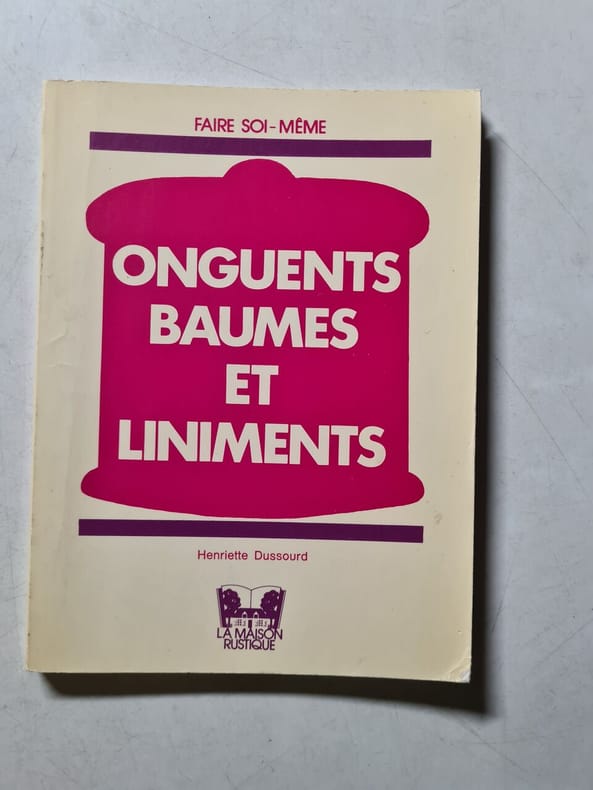 FAIRE SOI-MÊME
ONGUENTS
BAUMES
ET
LINIMENTS
Henriette Dussourd
LA MAISON
RUSTIQUE